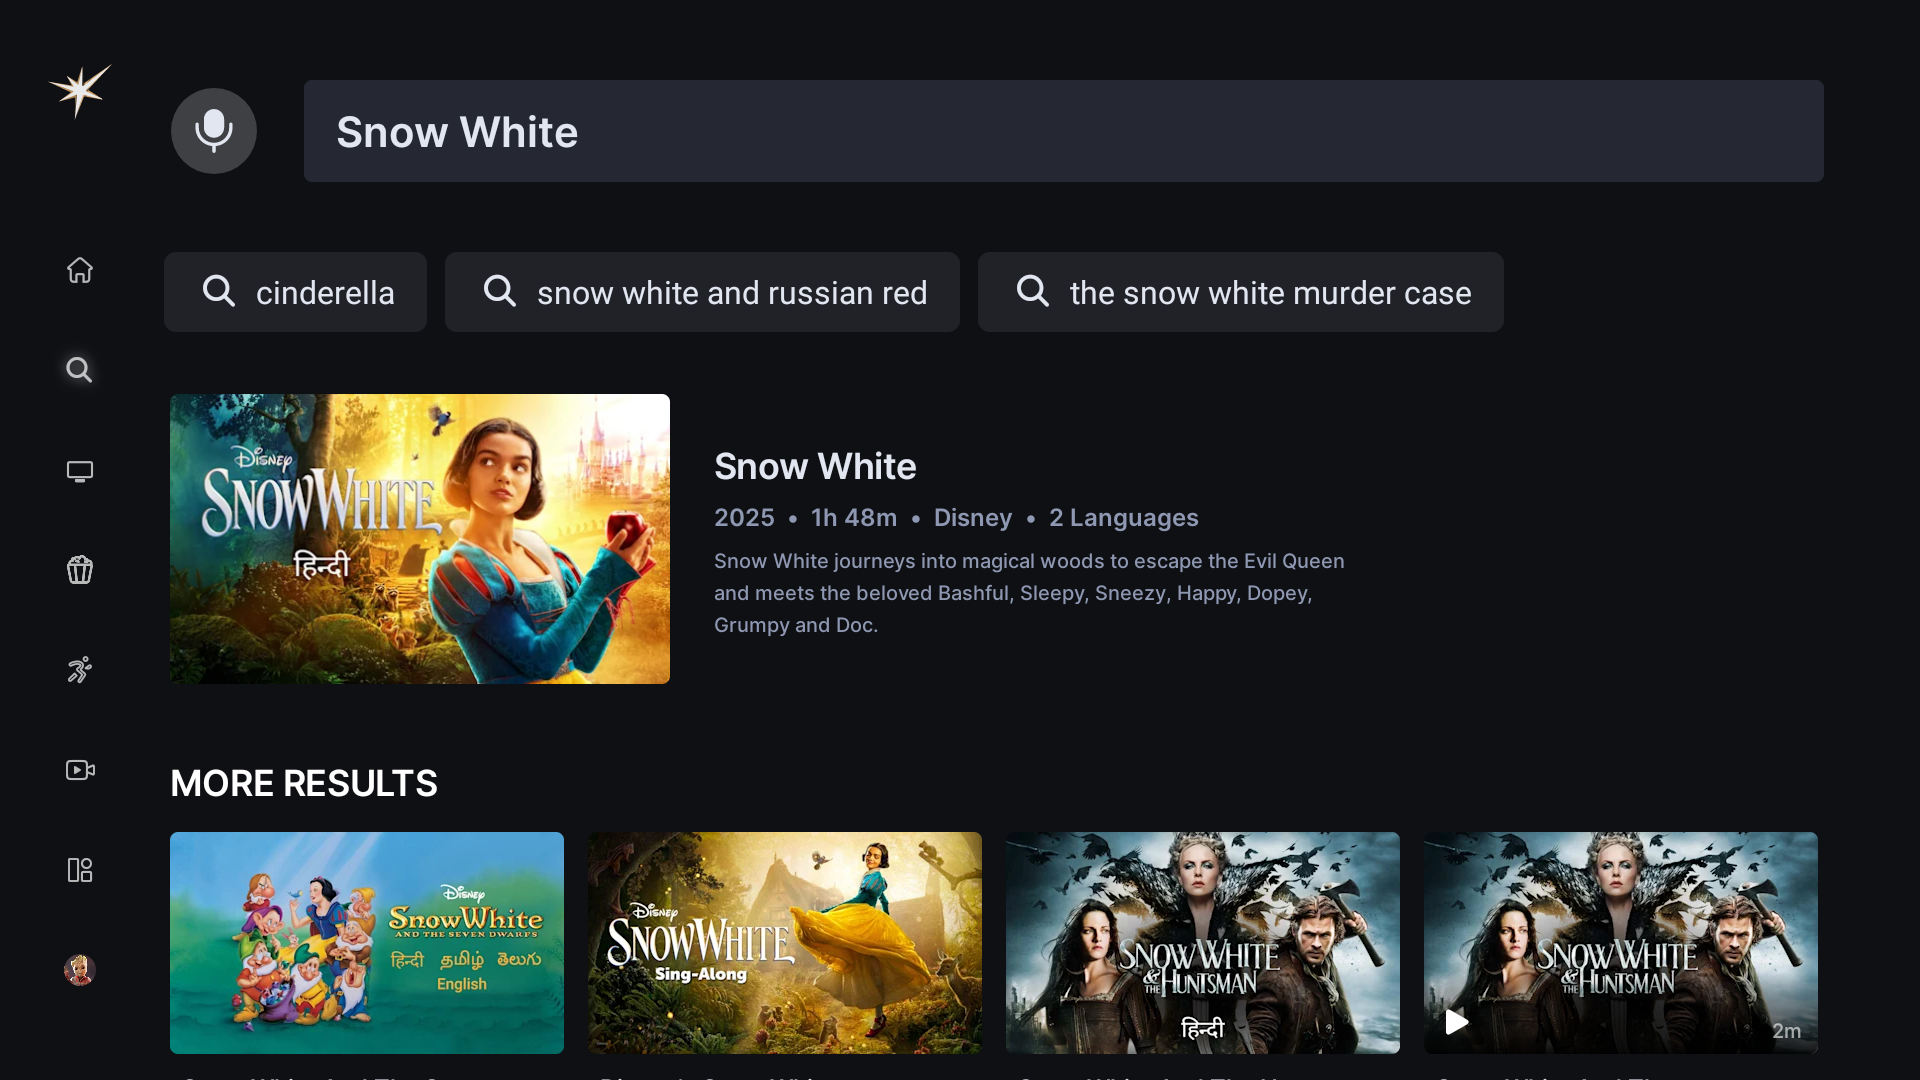 Snow White
cinderella
snow white and russian red
the snow white murder case
Disney
SNOW WHITE
हिन्दी
Snow White
2025 • 1h 48m • Disney • 2 Languages
Snow White journeys into magical woods to escape the Evil Queen
and meets the beloved Bashful, Sleepy, Sneezy, Happy, Dopey,
Grumpy and Doc.
MORE RESULTS
Disney
Snow White
AND THE SEVEN DWARFS
हिन्दी தமிழ் తెలుగు
English
Disney
SNOW WHITE
Sing-Along
SNOW WHITE
& THE HUNTSMAN
हिन्दी
SNOW WHITE
& THE HUNTSMAN
2m